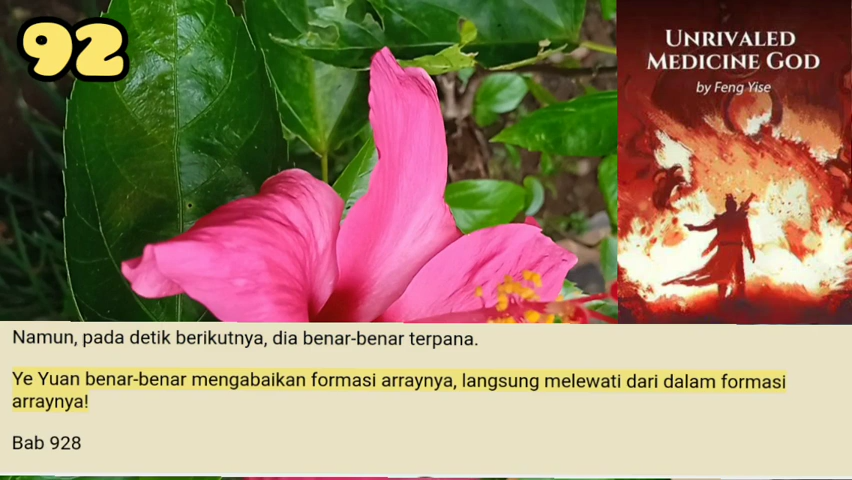 92
UNRIVALED
MEDICINE GOD
by Feng Yise
Namun, pada detik berikutnya, dia benar-benar terpana.
Ye Yuan benar-benar mengabaikan formasi arraynya, langsung melewati dari dalam formasi
arraynya!
Bab 928